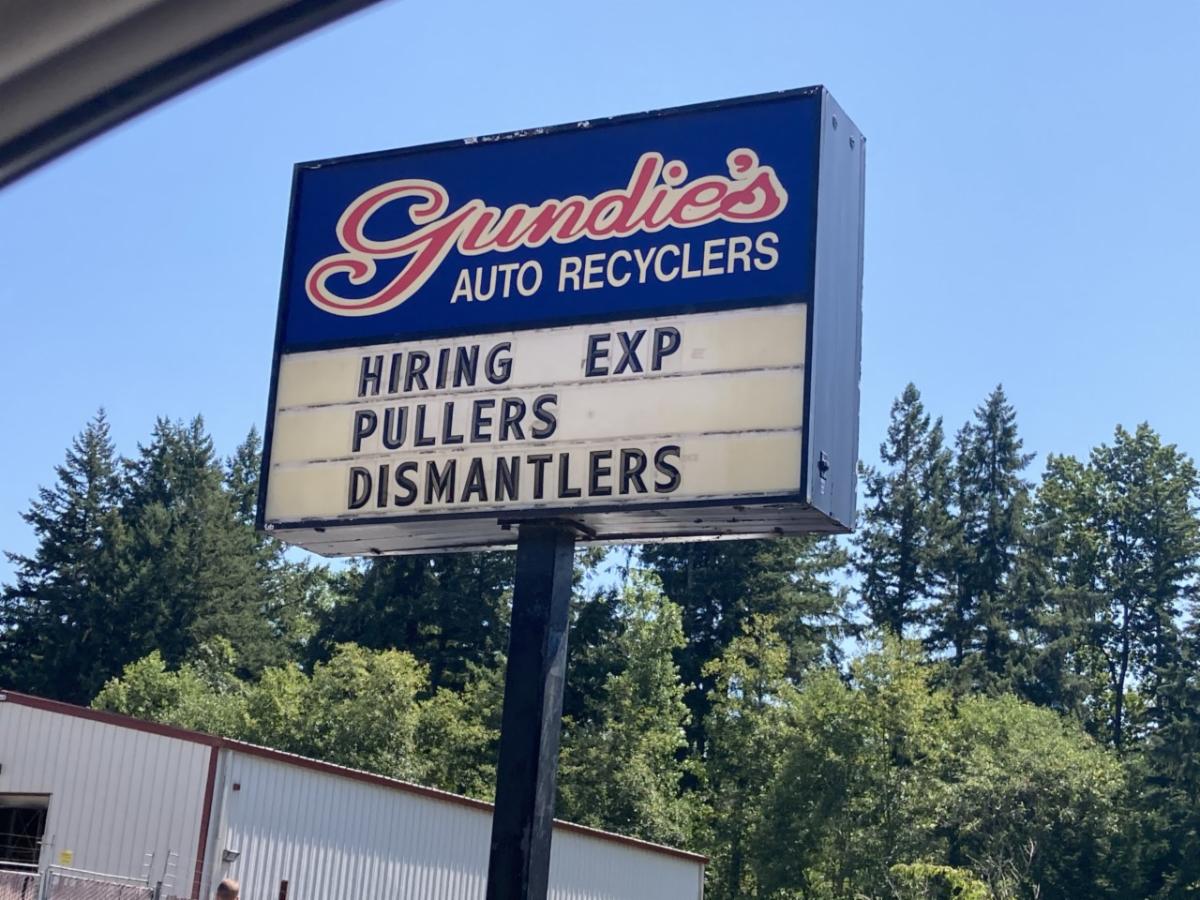 Gundie's
AUTO RECYCLERS
HIRING EXP
PULLERS
DISMANTLERS